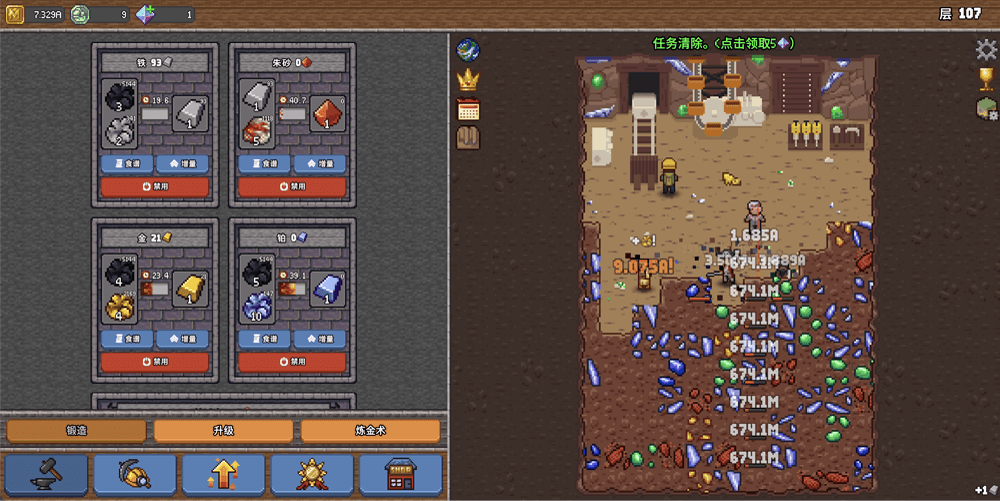 7.329A
9
1
层 107
任务清除。(点击领取5)
铁 93
3
2
19.6
1
食谱
增量
禁用
朱砂 0
1
5
40.7
1
食谱
增量
禁用
金 21
4
4
23.4
1
食谱
增量
禁用
铅 0
5
10
39.1
1
食谱
增量
禁用
锻造
升级
炼金术
SHOP
1.685A
9.075A!
674.1M
674.1M
674.1M
674.1M
674.1M
674.1M
674.1M
674.1M
+1